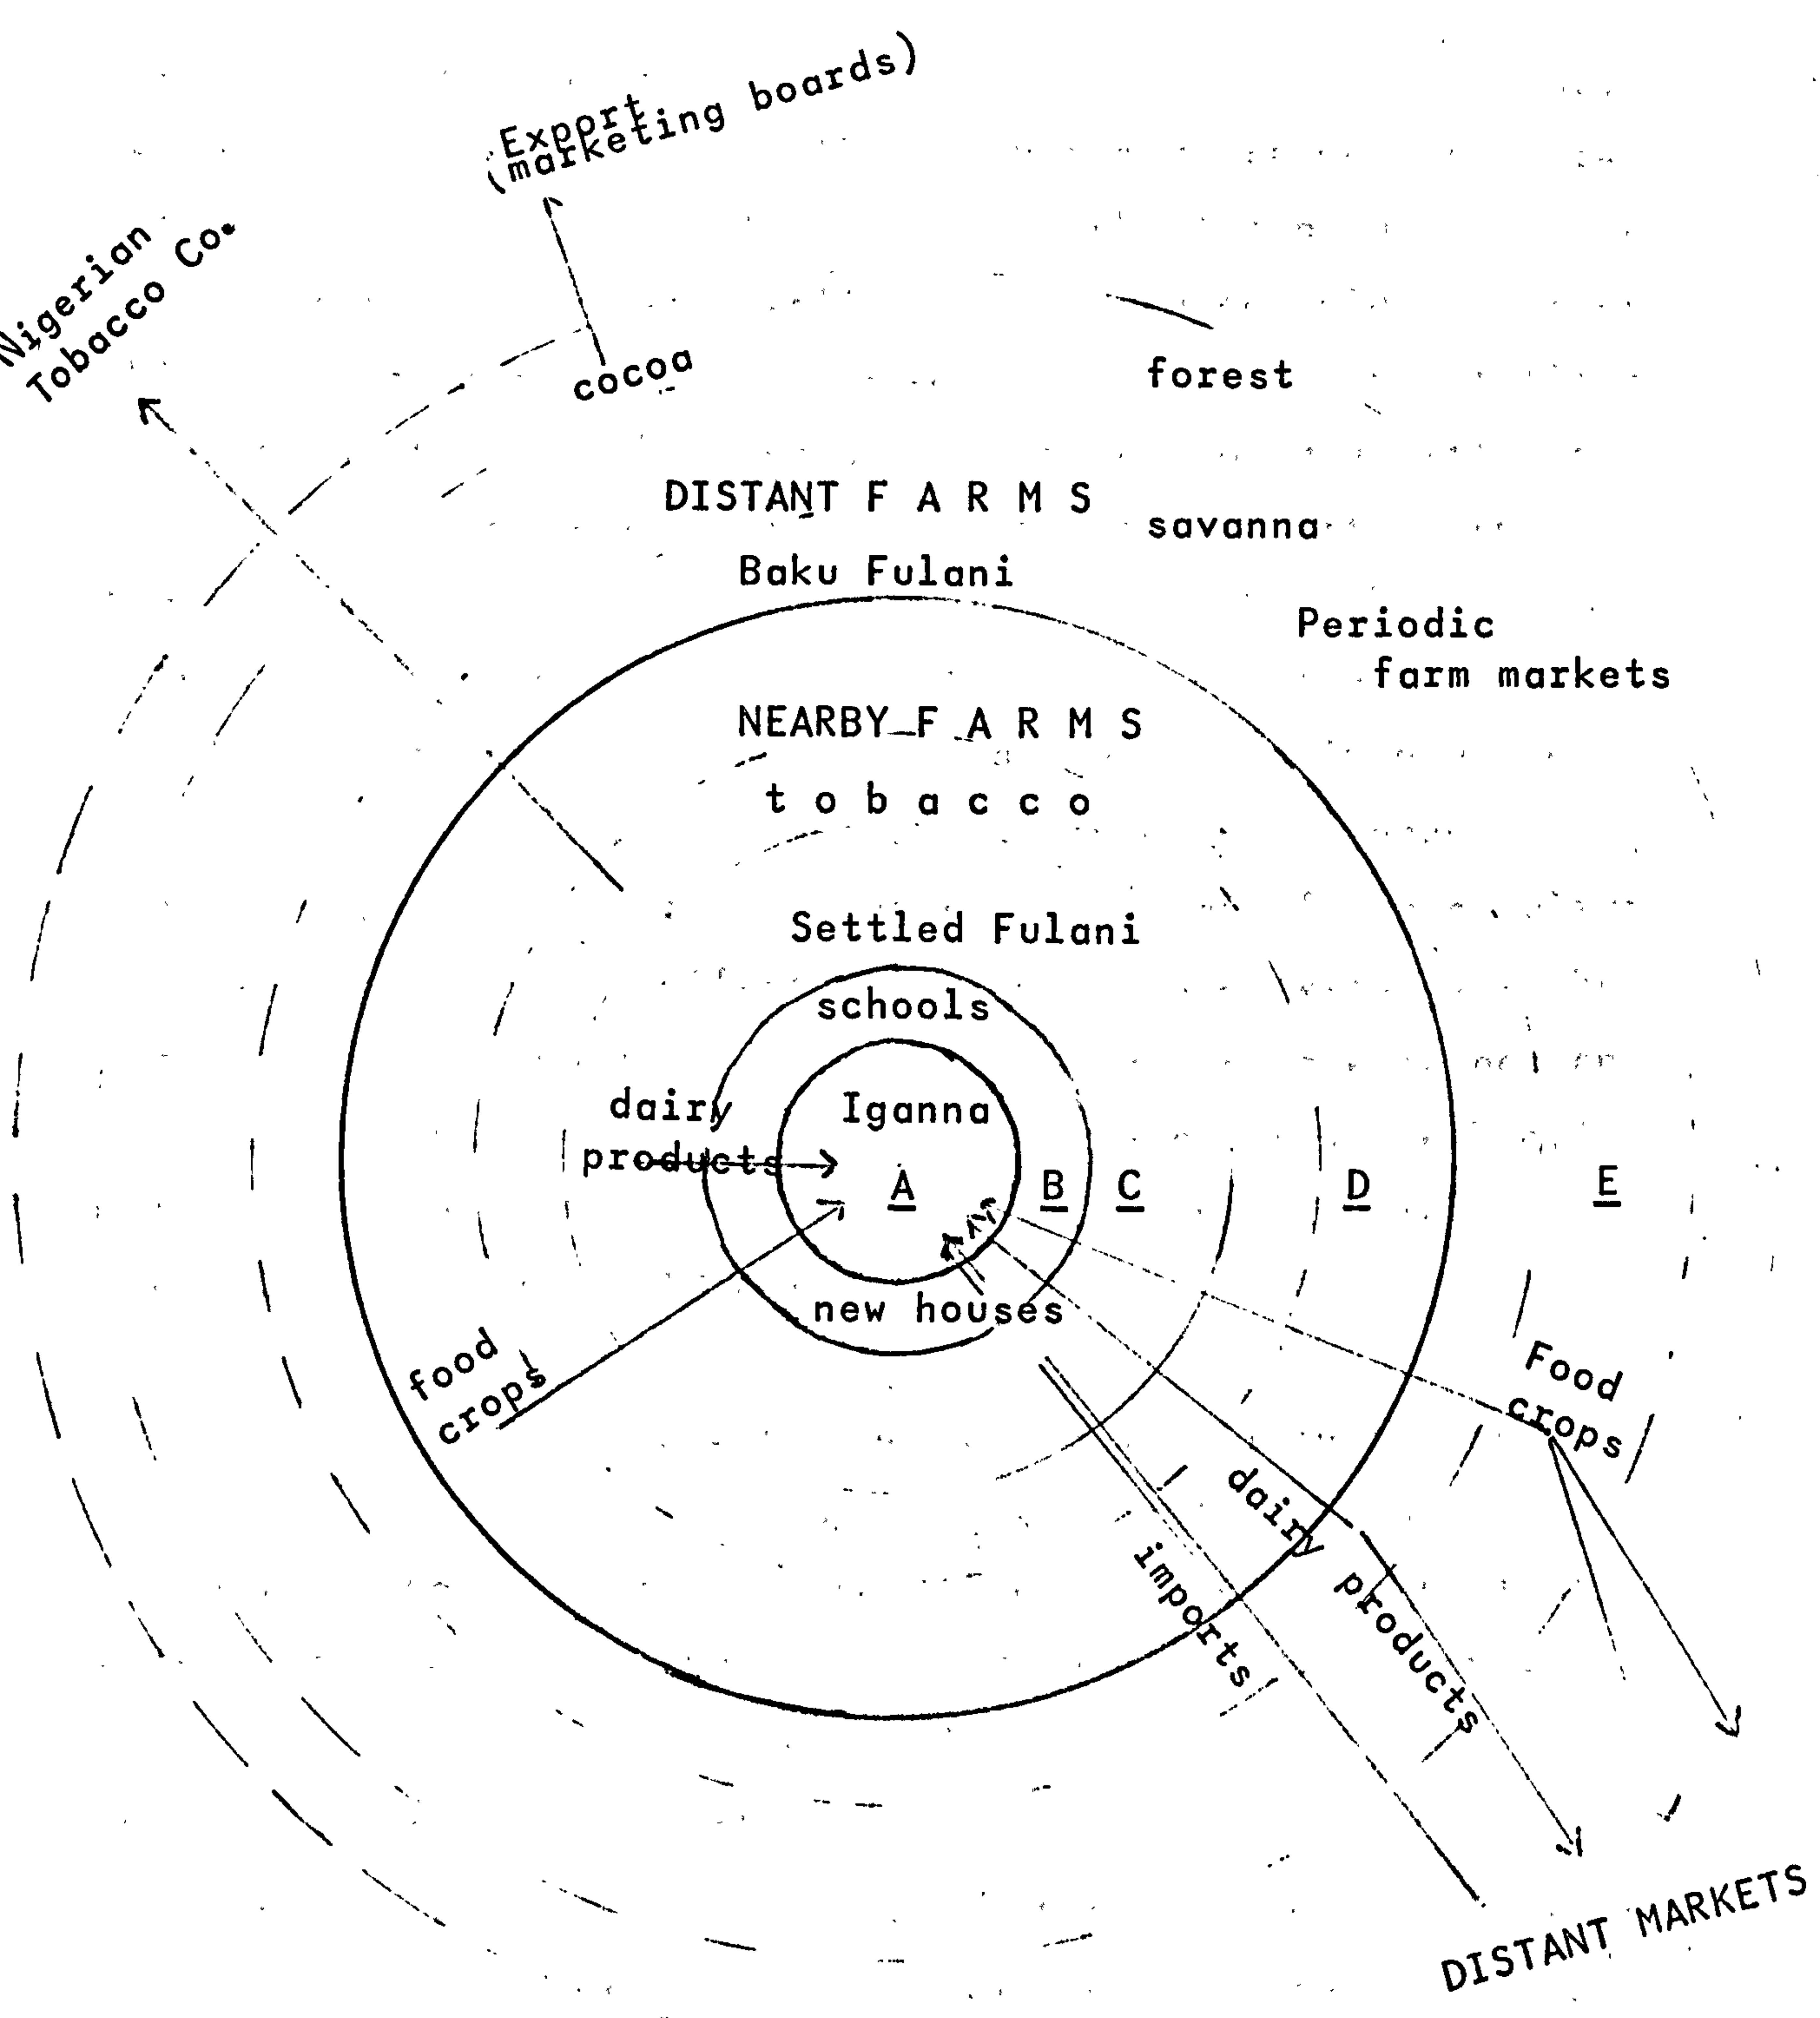 Export
(marketing boards)
Nigerian
Tobacco Co.
cocoa
forest
DISTANT F A R M S
savanna
Baku Fulani
Periodic
farm markets
NEARBY F A R M S
t o b a c c o
Settled Fulani
schools
dairy
products
Iganna
A
B
C
D
E
new houses
food
crops
Food
crops
dairy products
imports
DISTANT MARKETS